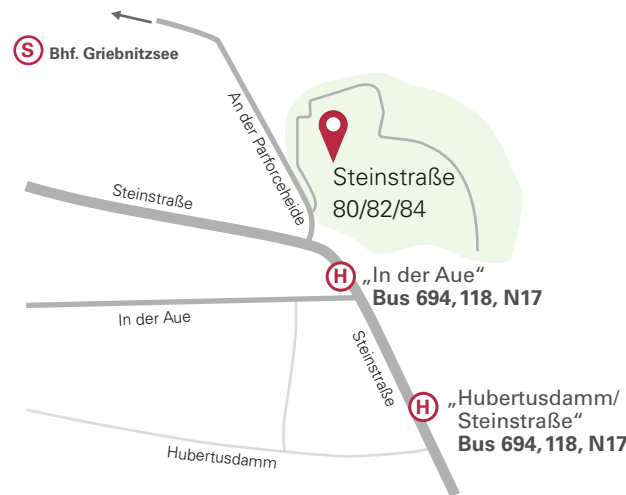 S Bhf. Griebnitzsee
An der Parforceheide
Steinstraße
80/82/84
Steinstraße
H „In der Aue“
Bus 694, 118, N17
In der Aue
Steinstraße
H „Hubertusdamm/
Steinstraße“
Bus 694, 118, N17
Hubertusdamm